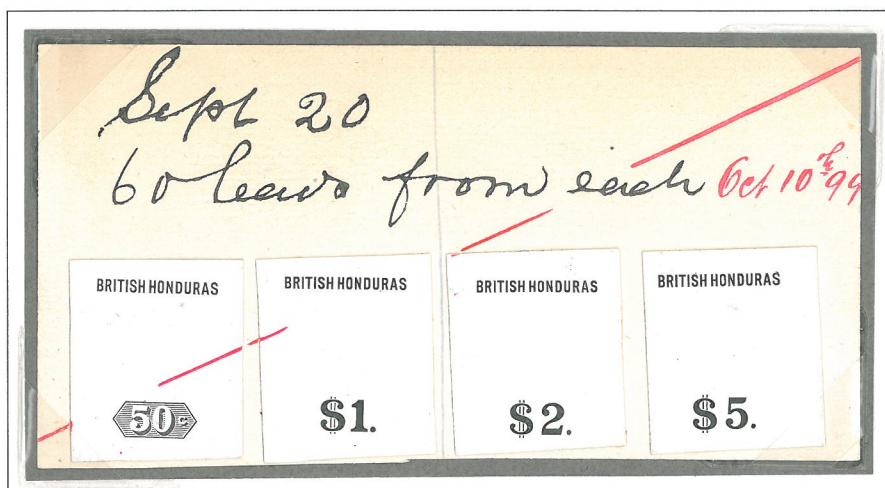 Sept 20
60 leads from each Oct 10th 99
BRITISH HONDURAS BRITISH HONDURAS BRITISH HONDURAS BRITISH HONDURAS
50c $1. $2. $5.